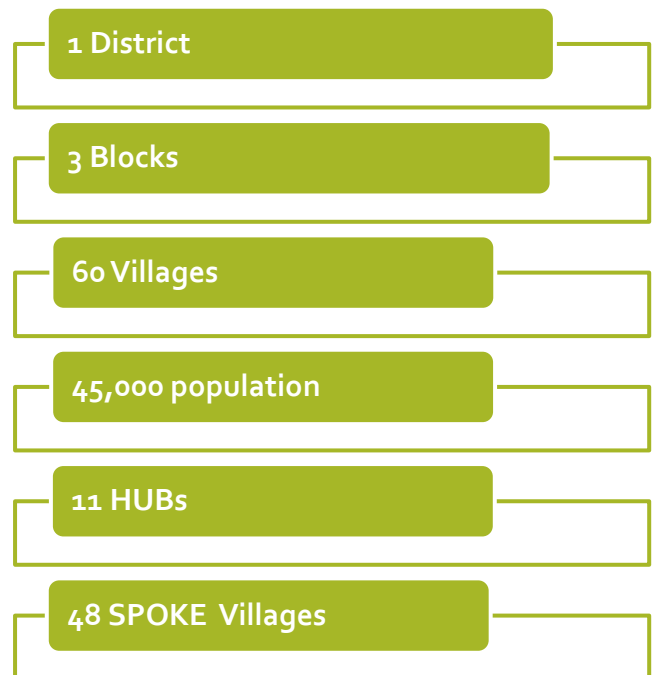 1 District
3 Blocks
60 Villages
45,000 population
11 HUBs
48 SPOKE Villages